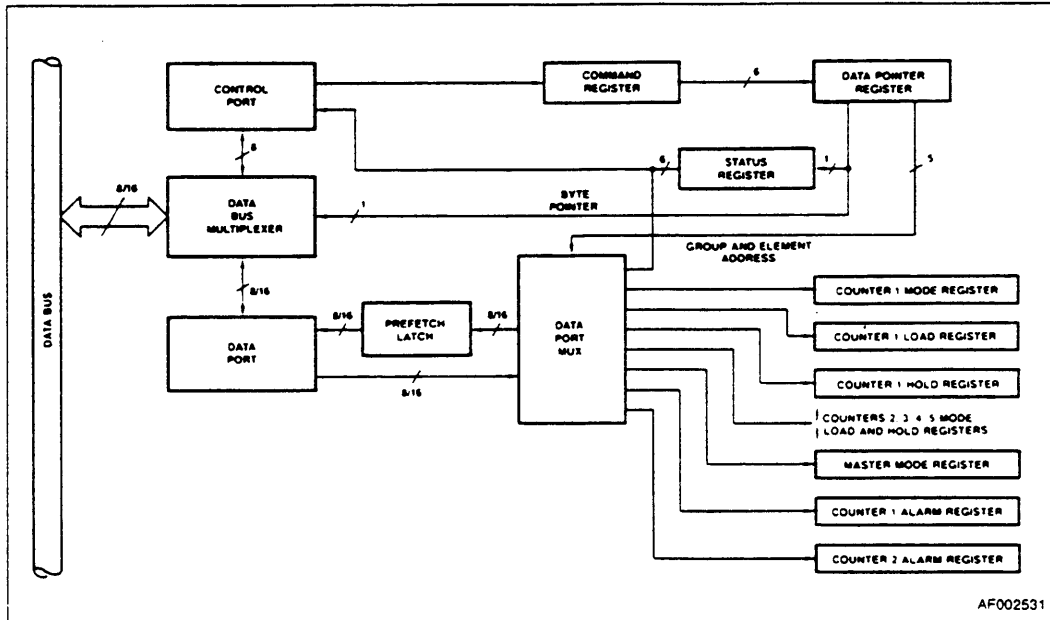 CONTROL
PORT
COMMAND
REGISTER
6
DATA POINTER
REGISTER
8
6
STATUS
REGISTER
1
5
8/16
DATA
BUS
MULTIPLEXER
1
BYTE
POINTER
GROUP AND ELEMENT
ADDRESS
DATA BUS
8/16
DATA
PORT
8/16
PREFETCH
LATCH
8/16
8/16
DATA
PORT
MUX
COUNTER 1 MODE REGISTER
COUNTER 1 LOAD REGISTER
COUNTER 1 HOLD REGISTER
COUNTERS 2, 3, 4, 5 MODE
LOAD AND HOLD REGISTERS
MASTER MODE REGISTER
COUNTER 1 ALARM REGISTER
COUNTER 2 ALARM REGISTER
AF002531